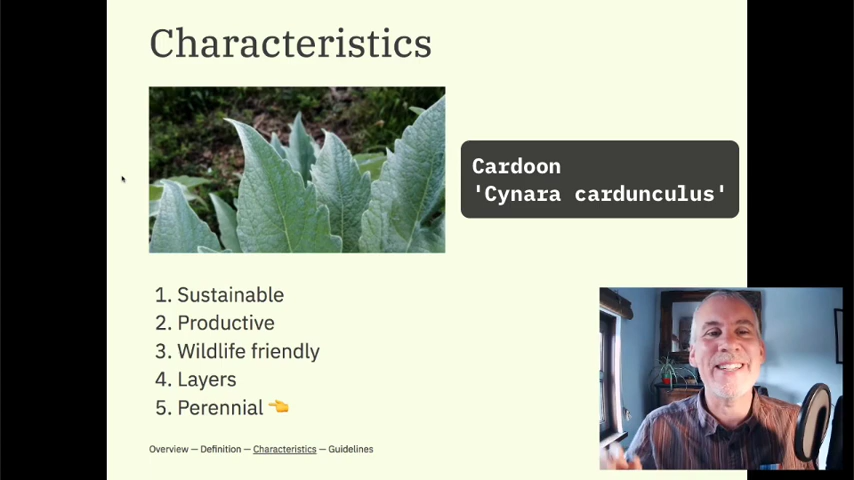 Characteristics
Cardoon
'Cynara cardunculus'
1. Sustainable
2. Productive
3. Wildlife friendly
4. Layers
5. Perennial 👈
Overview — Definition — Characteristics — Guidelines